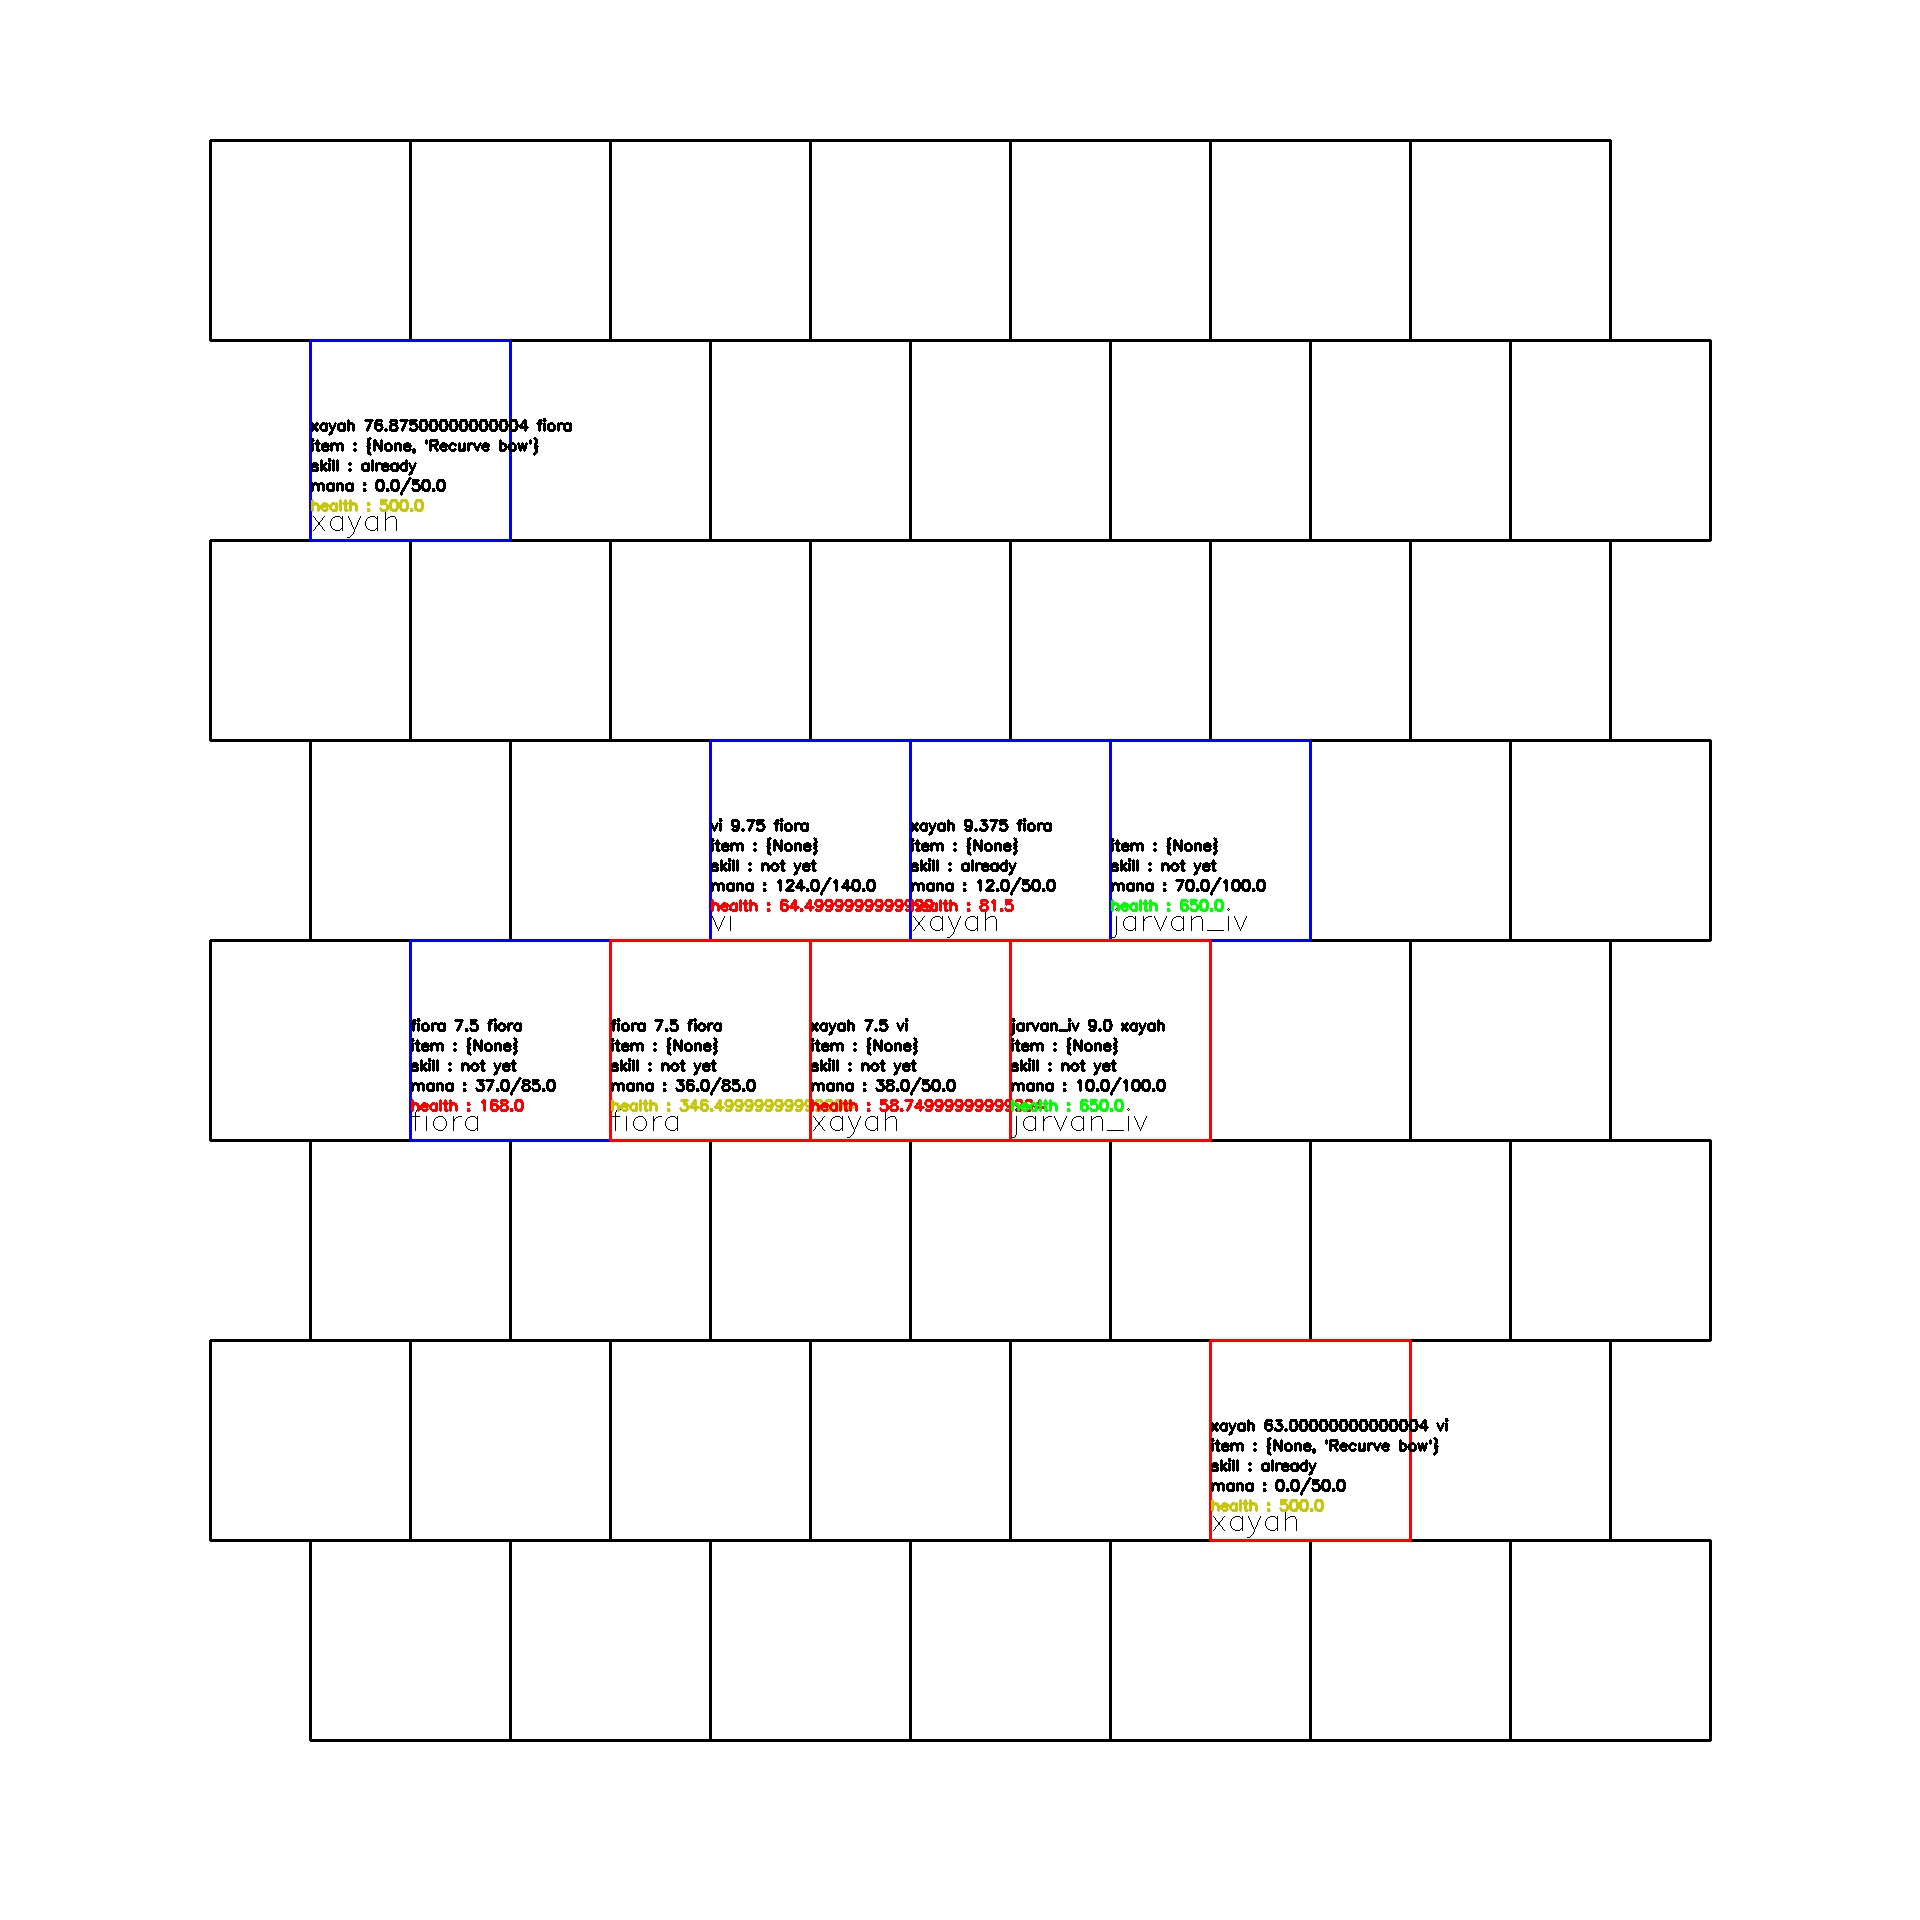 xayah 76.87500000000004 fiora
item : {None, 'Recurve bow'}
skill : already
mana : 0.0/50.0
health : 500.0
xayah
vi 9.75 fiora
item : {None}
skill : not yet
mana : 124.0/140.0
health : 64.4999999999999
vi
xayah 9.375 fiora
item : {None}
skill : already
mana : 12.0/50.0
health : 81.5
xayah
item : {None}
skill : not yet
mana : 70.0/100.0
health : 650.0
jarvan_iv
fiora 7.5 fiora
item : {None}
skill : not yet
mana : 37.0/85.0
health : 168.0
fiora
fiora 7.5 fiora
item : {None}
skill : not yet
mana : 36.0/85.0
fiora
xayah 7.5 vi
item : {None}
skill : not yet
mana : 38.0/50.0
xayah
jarvan_iv 9.0 xayah
item : {None}
skill : not yet
mana : 10.0/100.0
health : 650.0
jarvan_iv
xayah 63.00000000000004 vi
item : {None, 'Recurve bow'}
skill : already
mana : 0.0/50.0
health : 500.0
xayah